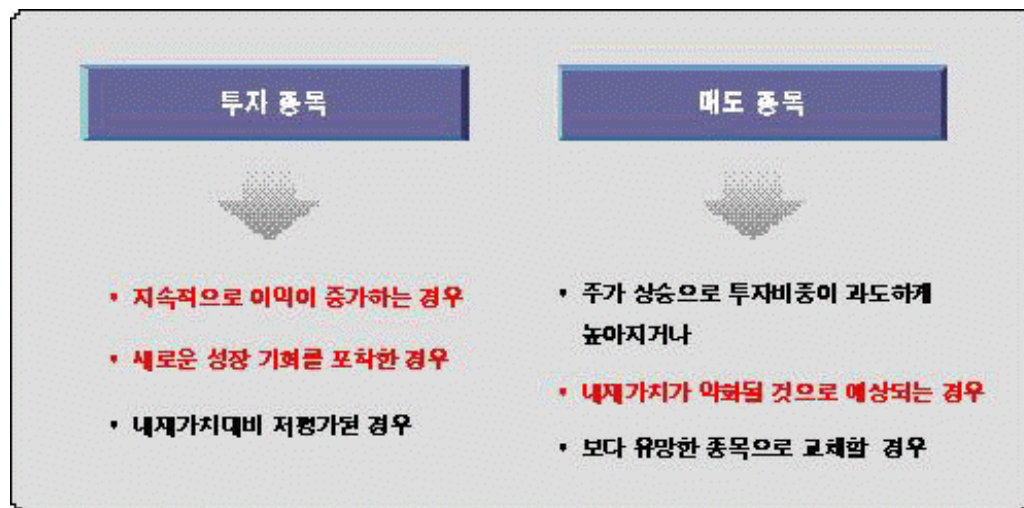 투자 종목
• 지속적으로 이익이 증가하는 경우
• 새로운 성장 기회를 포착한 경우
• 내재가치대비 저평가된 경우
매도 종목
• 주가 상승으로 투자비중이 과도하게
높아지거나
• 내재가치가 악화될 것으로 예상되는 경우
• 보다 유망한 종목으로 교체할 경우